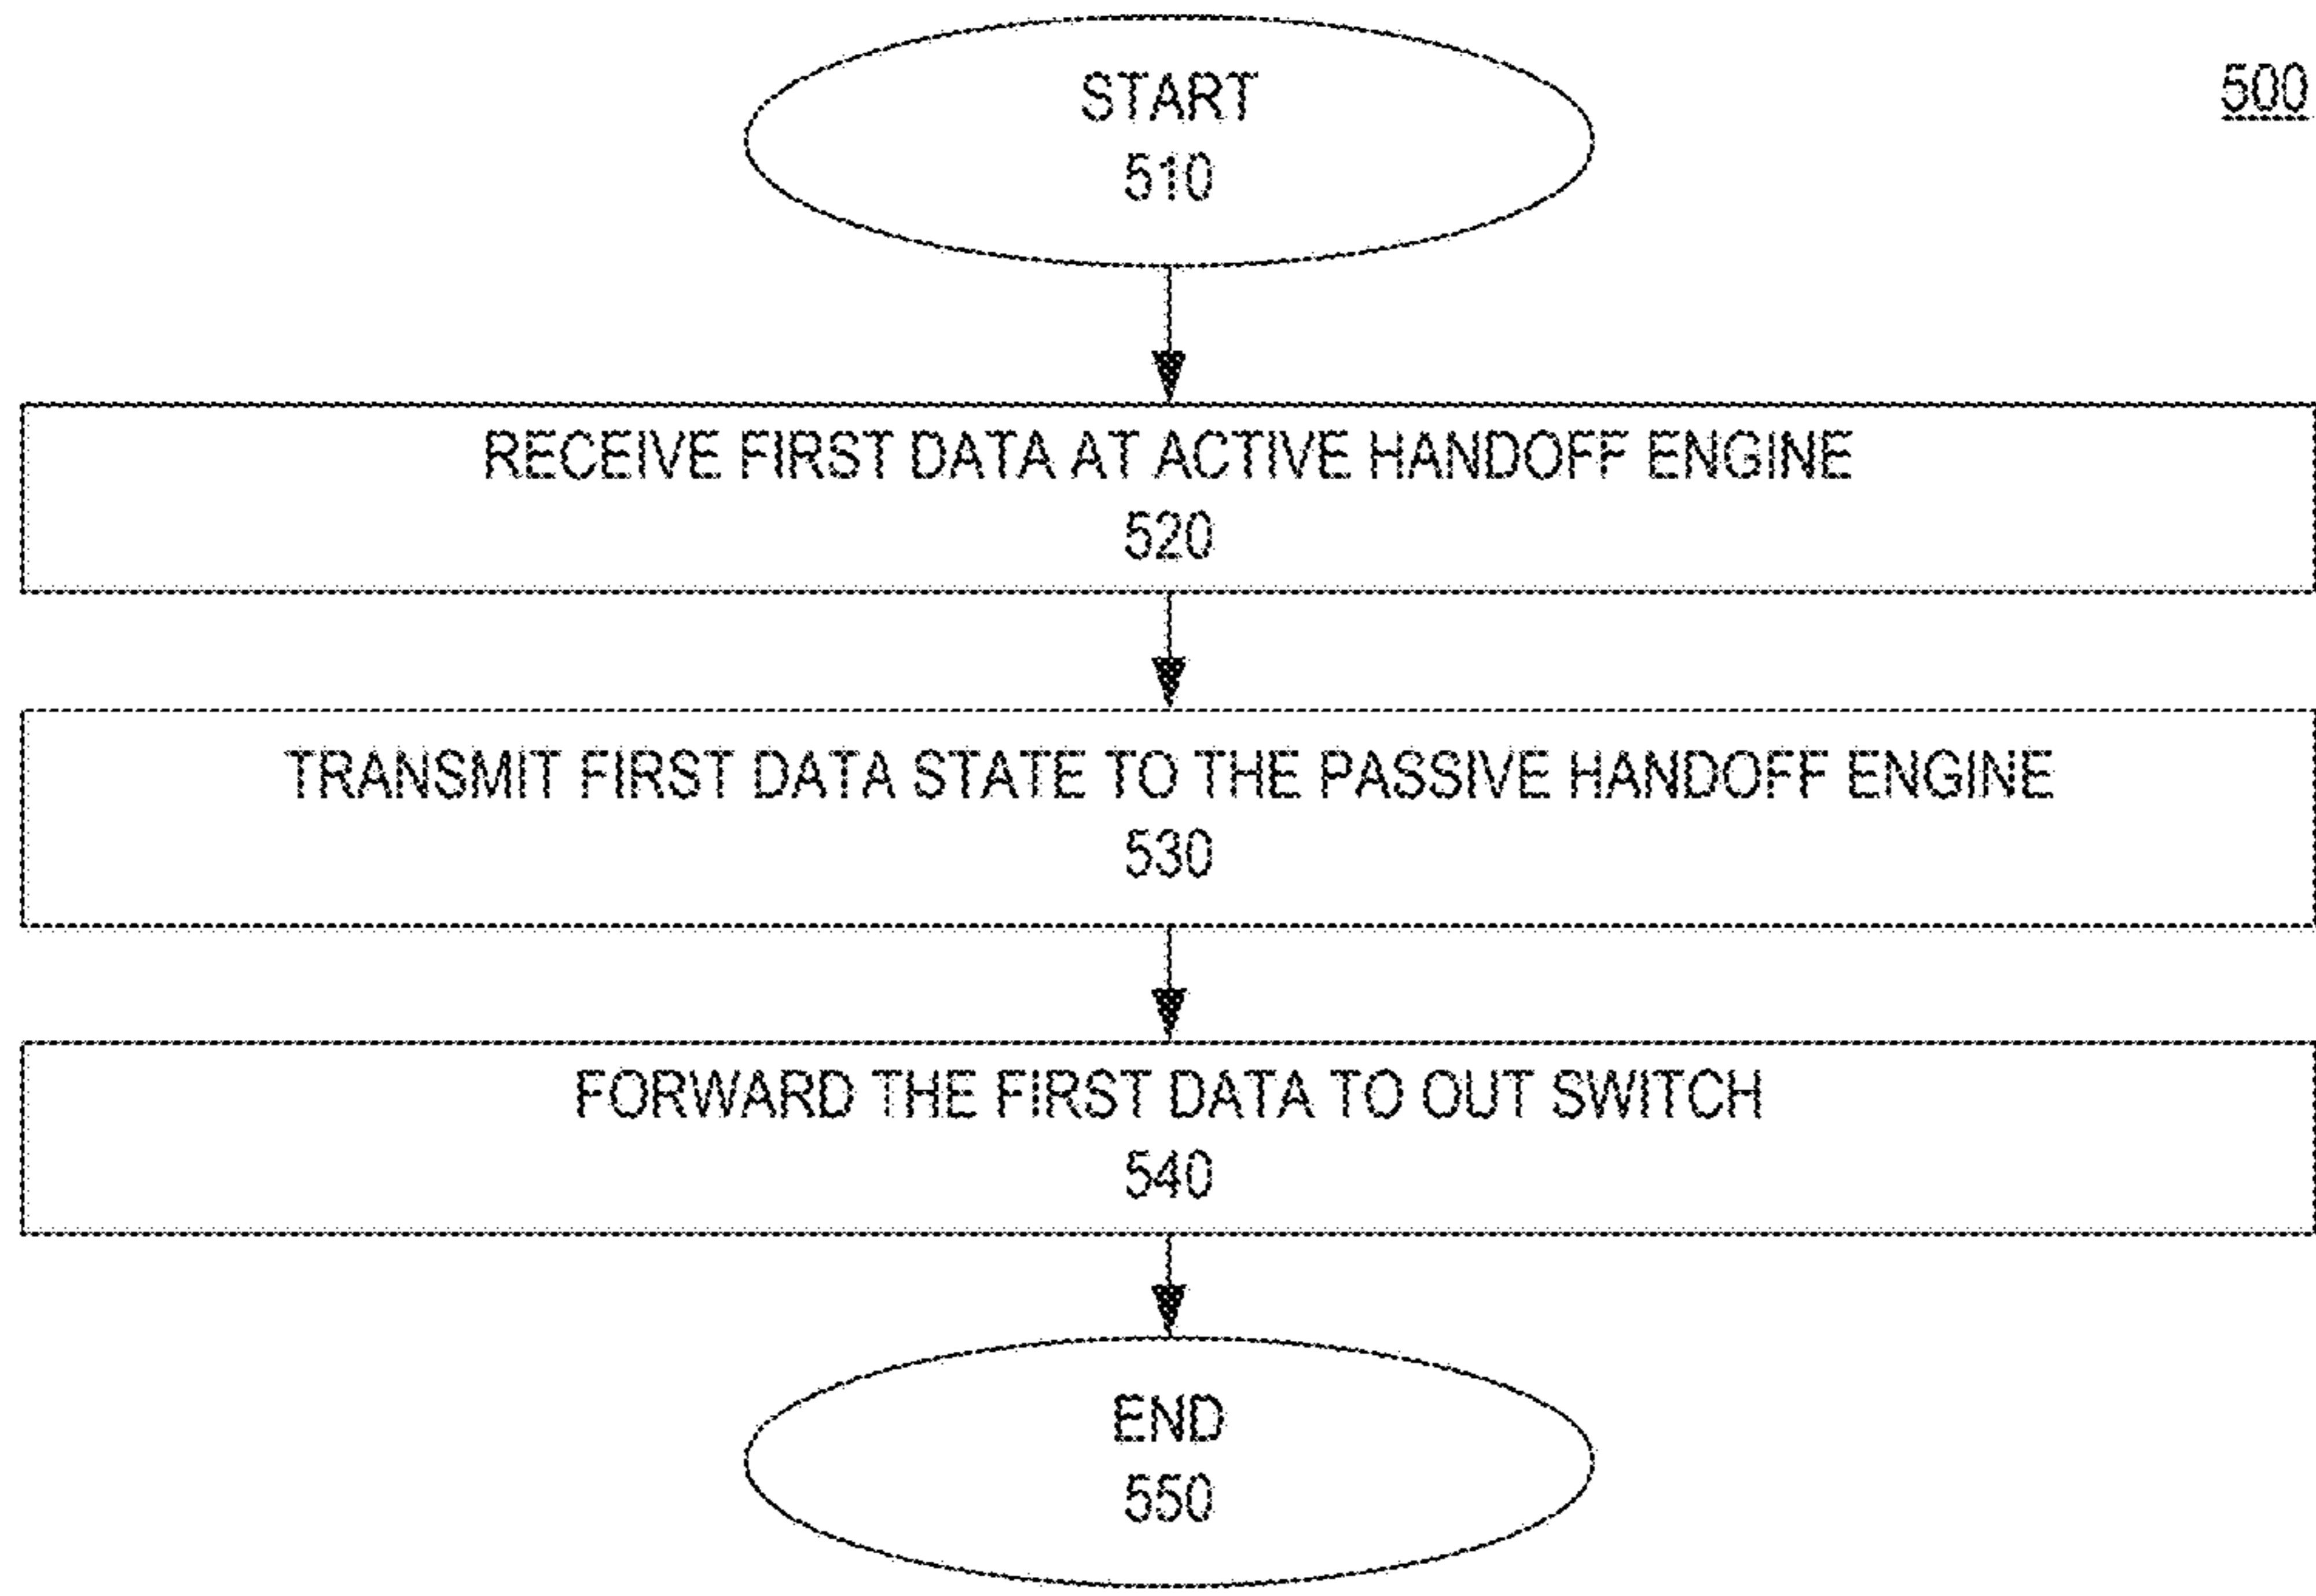 START
500
510
RECEIVE FIRST DATA AT ACTIVE HANDOFF ENGINE
520
TRANSMIT FIRST DATA STATE TO THE PASSIVE HANDOFF ENGINE
530
FORWARD THE FIRST DATA TO OUT SWITCH
540
END
550